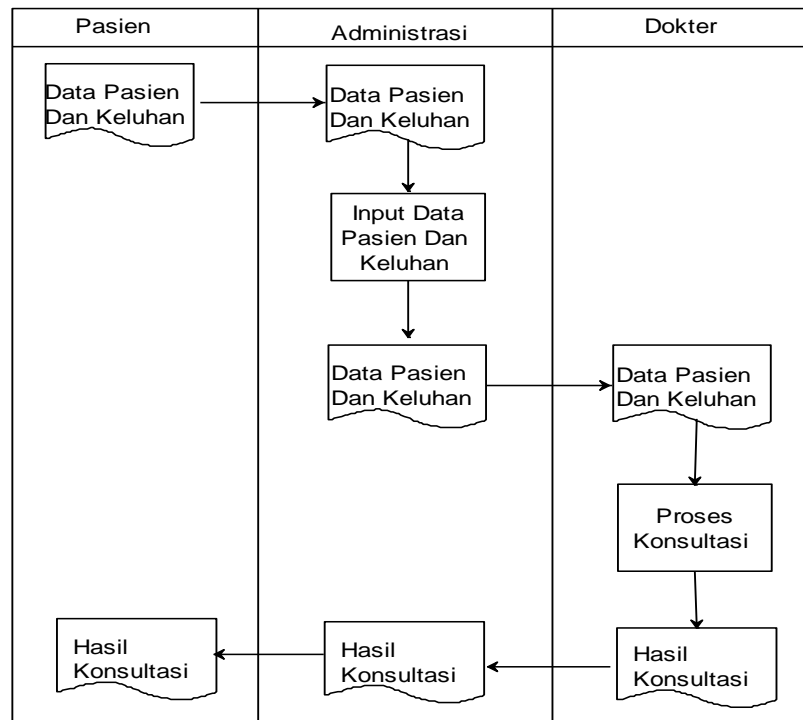 Pasien
Administrasi
Dokter
Data Pasien
Dan Keluhan
Data Pasien
Dan Keluhan
Input Data
Pasien Dan
Keluhan
Data Pasien
Dan Keluhan
Data Pasien
Dan Keluhan
Proses
Konsultasi
Hasil
Konsultasi
Hasil
Konsultasi
Hasil
Konsultasi